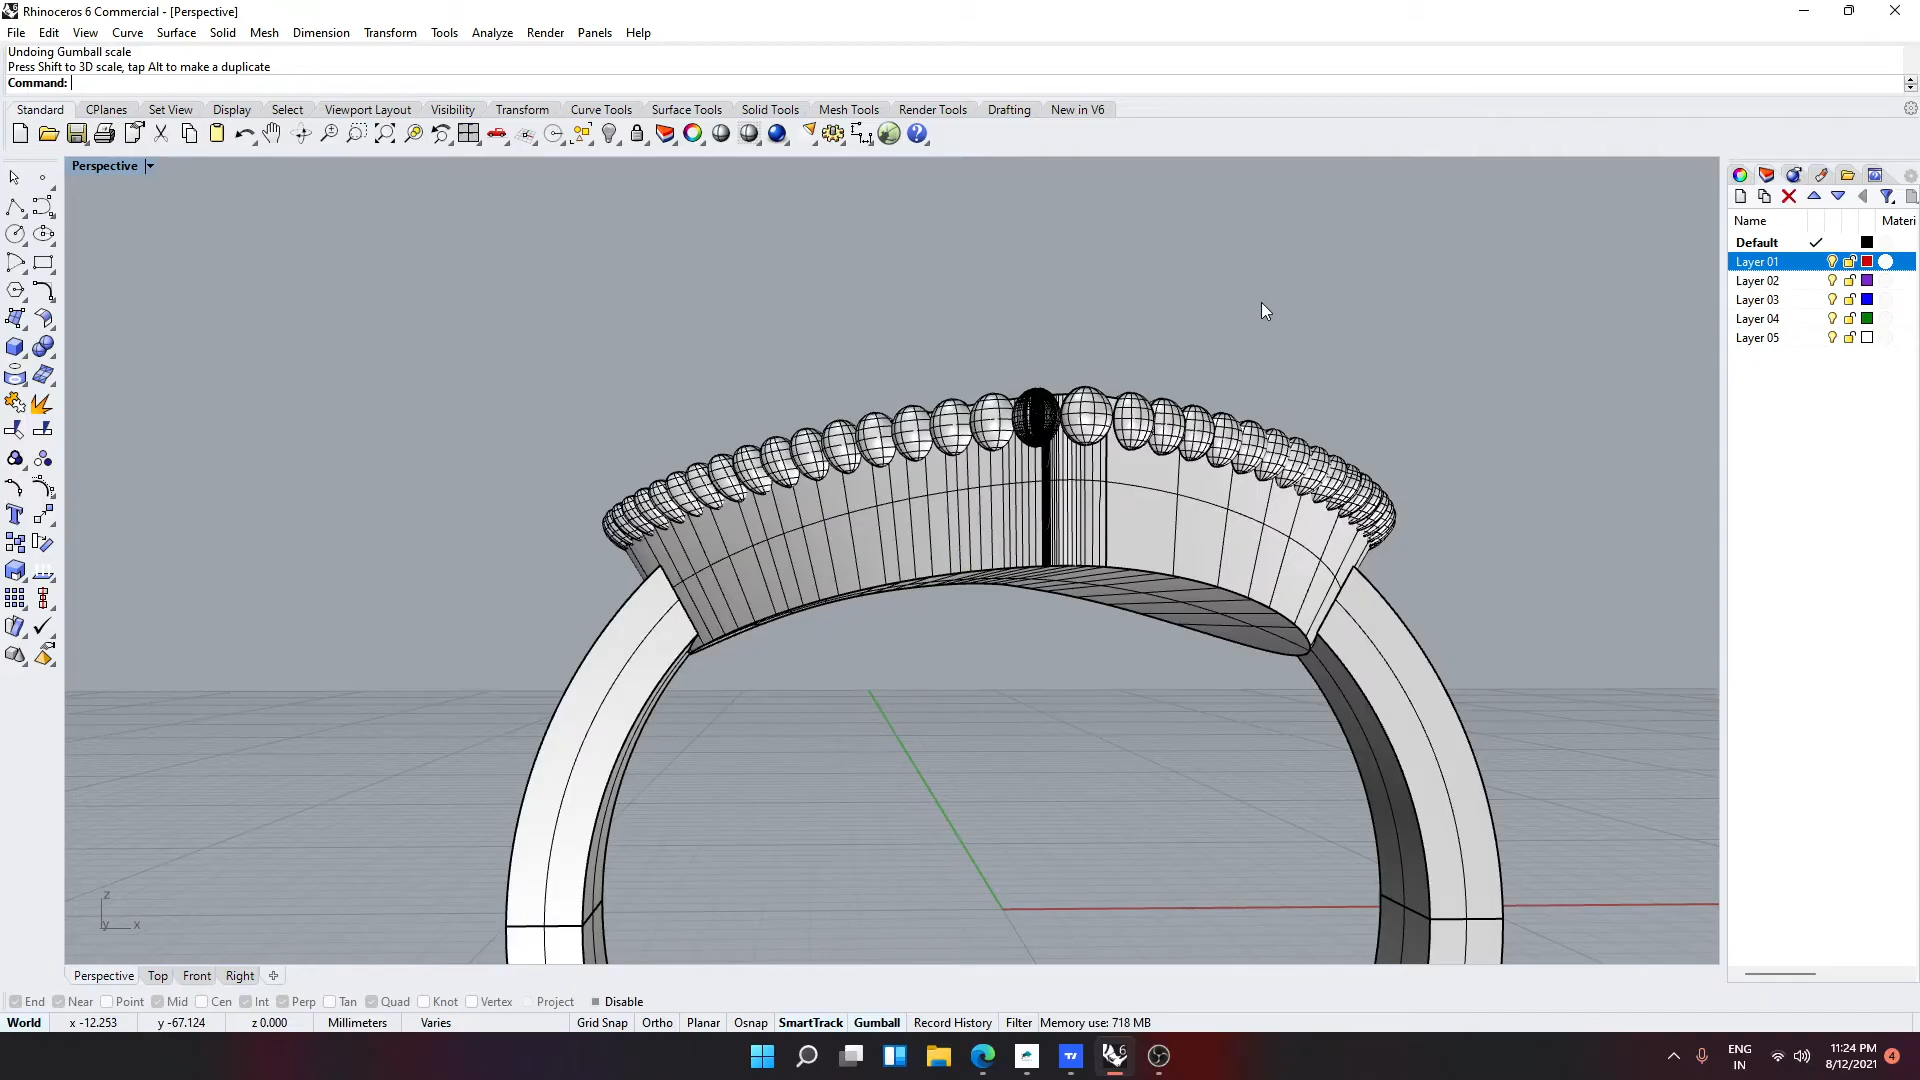 Rhinoceros 6 Commercial - [Perspective]
File Edit View Curve Surface Solid Mesh Dimension Transform Tools Analyze Render Panels Help
Undoing Gumball scale
Press Shift to 3D scale, tap Alt to make a duplicate
Command:
Standard CPlanes Set View Display Select Viewport Layout Visibility Transform Curve Tools Surface Tools Solid Tools Mesh Tools Render Tools Drafting New in V6
Perspective
Name Materi
Default
Layer 01
Layer 02
Layer 03
Layer 04
Layer 05
z
y x
Perspective Top Front Right
End Near Point Mid Cen Int Perp Tan Quad Knot Vertex Project Disable
World x -12.253 y -67.124 z 0.000 Millimeters Varies Grid Snap Ortho Planar Osnap SmartTrack Gumball Record History Filter Memory use: 718 MB
ENG 11:24 PM
IN 8/12/2021 4